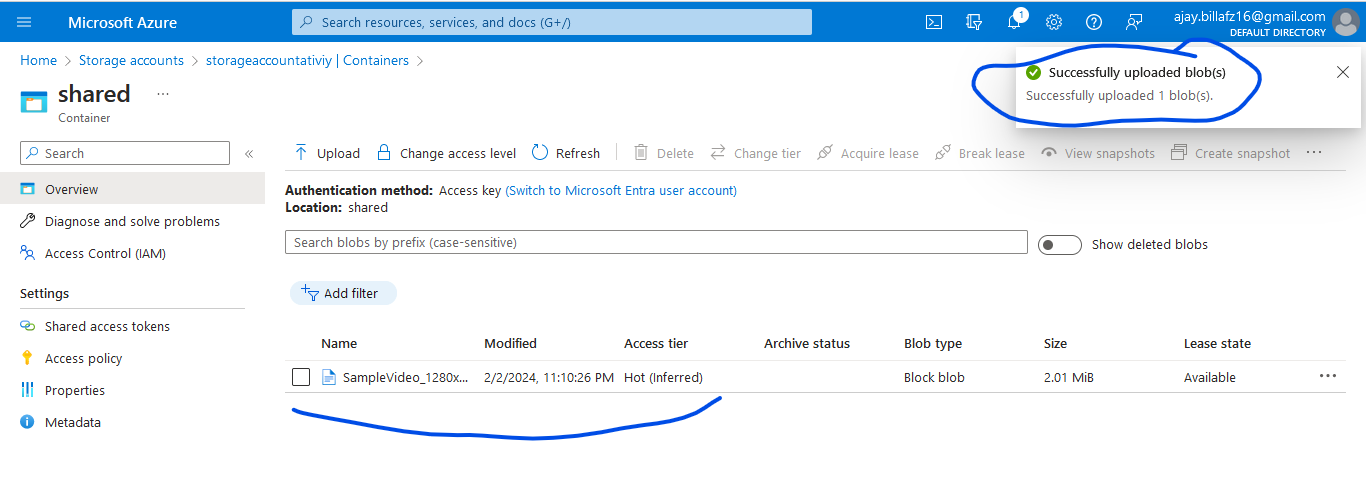 Microsoft Azure
Search resources, services, and docs (G+/)
1
ajay.billafz16@gmail.com
DEFAULT DIRECTORY
Home > Storage accounts > storageaccountativiy | Containers >
Successfully uploaded blob(s)
Successfully uploaded 1 blob(s).
shared ...
Container
Search
«
Upload
Change access level
Refresh
Delete
Change tier
Acquire lease
Break lease
View snapshots
Create snapshot
...
Overview
Diagnose and solve problems
Access Control (IAM)
Settings
Shared access tokens
Access policy
Properties
Metadata
Authentication method: Access key (Switch to Microsoft Entra user account)
Location: shared
Search blobs by prefix (case-sensitive)
Show deleted blobs
Add filter
Name Modified Access tier Archive status Blob type Size Lease state
SampleVideo_1280x... 2/2/2024, 11:10:26 PM Hot (Inferred) Block blob 2.01 MiB Available ...